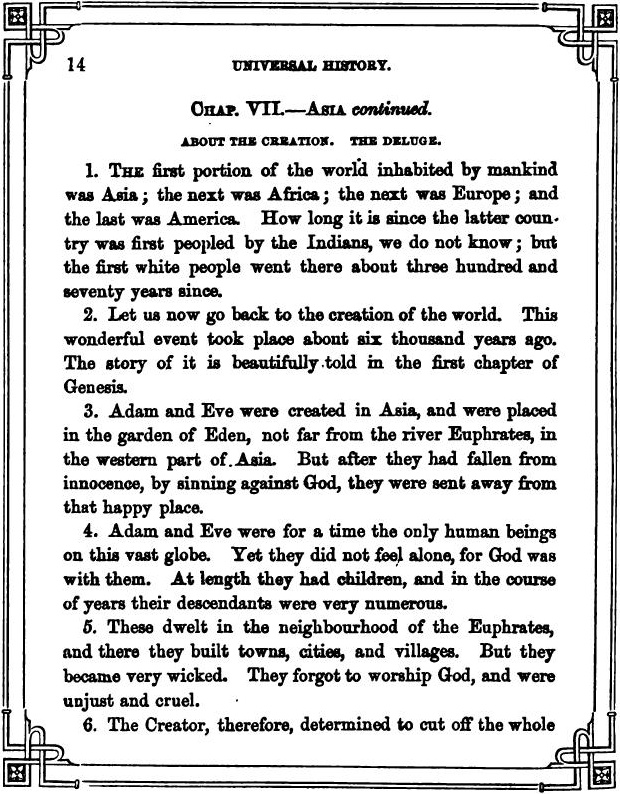 14 UNIVERSAL HISTORY.
CHAP. VII.—ASIA continued.
ABOUT THE CREATION. THE DELUGE.
1. THE first portion of the world inhabited by mankind
was Asia; the next was Africa; the next was Europe; and
the last was America. How long it is since the latter coun-
try was first peopled by the Indians, we do not know; but
the first white people went there about three hundred and
seventy years since.
2. Let us now go back to the creation of the world. This
wonderful event took place about six thousand years ago.
The story of it is beautifully told in the first chapter of
Genesis.
3. Adam and Eve were created in Asia, and were placed
in the garden of Eden, not far from the river Euphrates, in
the western part of Asia. But after they had fallen from
innocence, by sinning against God, they were sent away from
that happy place.
4. Adam and Eve were for a time the only human beings
on this vast globe. Yet they did not feel alone, for God was
with them. At length they had children, and in the course
of years their descendants were very numerous.
5. These dwelt in the neighbourhood of the Euphrates,
and there they built towns, cities, and villages. But they
became very wicked. They forgot to worship God, and were
unjust and cruel.
6. The Creator, therefore, determined to cut off the whole